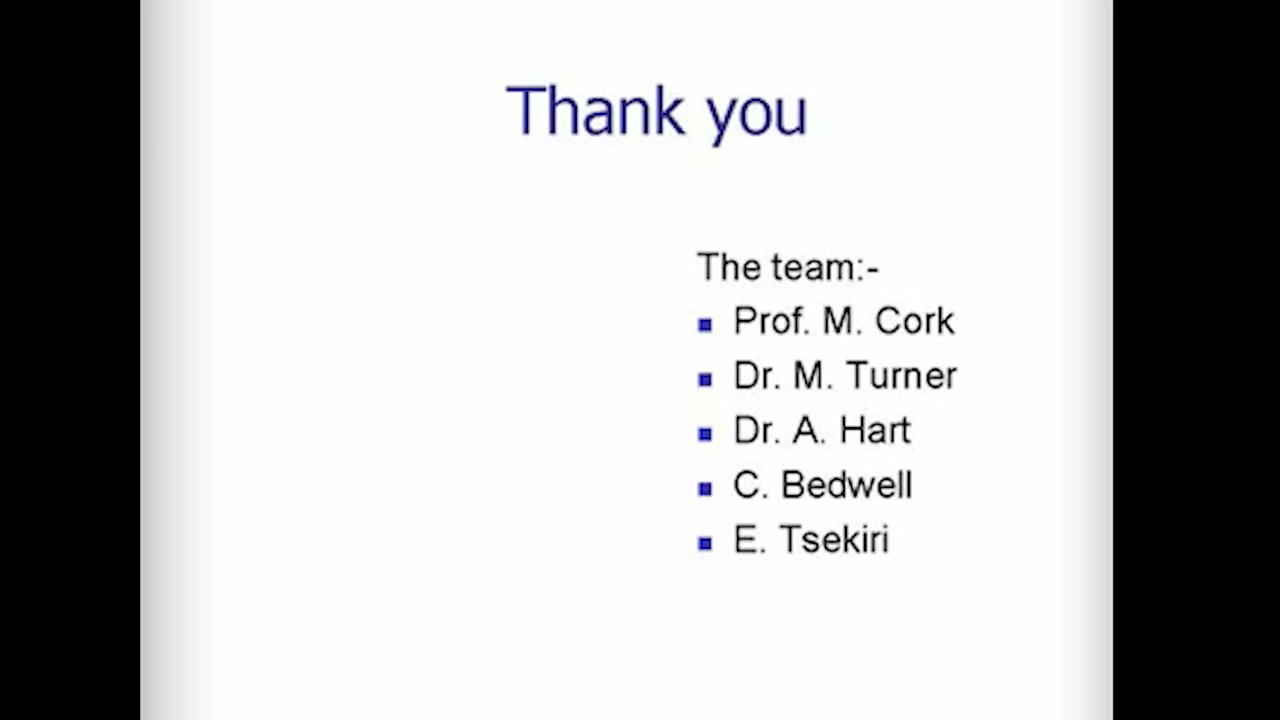 Thank you
The team:-
Prof. M. Cork
Dr. M. Turner
Dr. A. Hart
C. Bedwell
E. Tsekiri